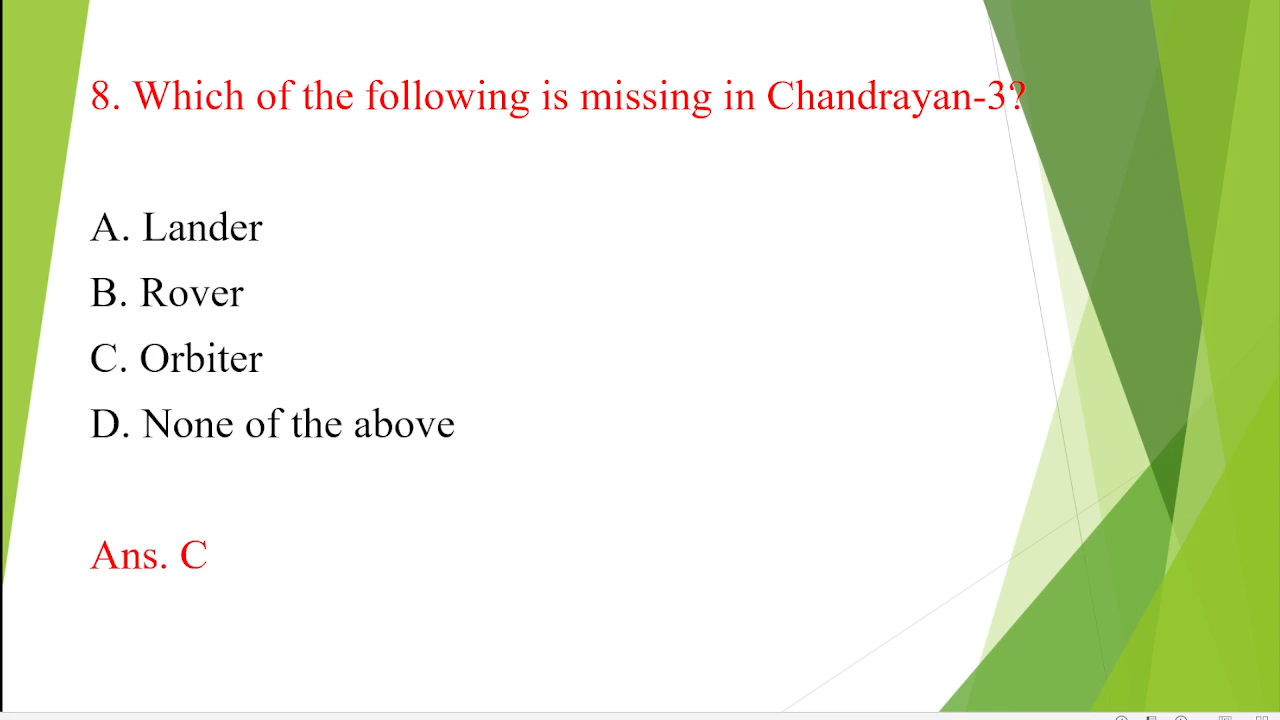 8. Which of the following is missing in Chandrayan-3?
A. Lander
B. Rover
C. Orbiter
D. None of the above
Ans. C